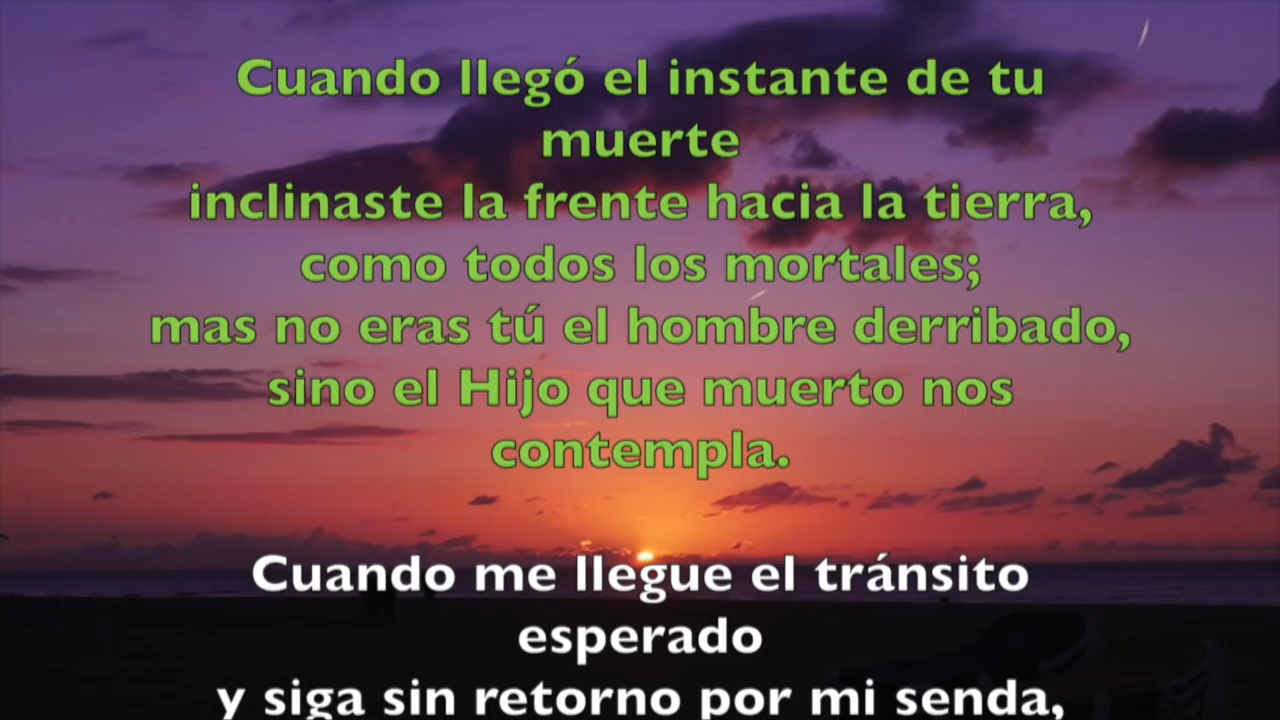 Cuando llegó el instante de tu
muerte
inclinaste la frente hacia la tierra,
como todos los mortales;
mas no eras tú el hombre derribado,
sino el Hijo que muerto nos
contempla.
Cuando me llegue el tránsito
esperado
y siga sin retorno por mi senda,